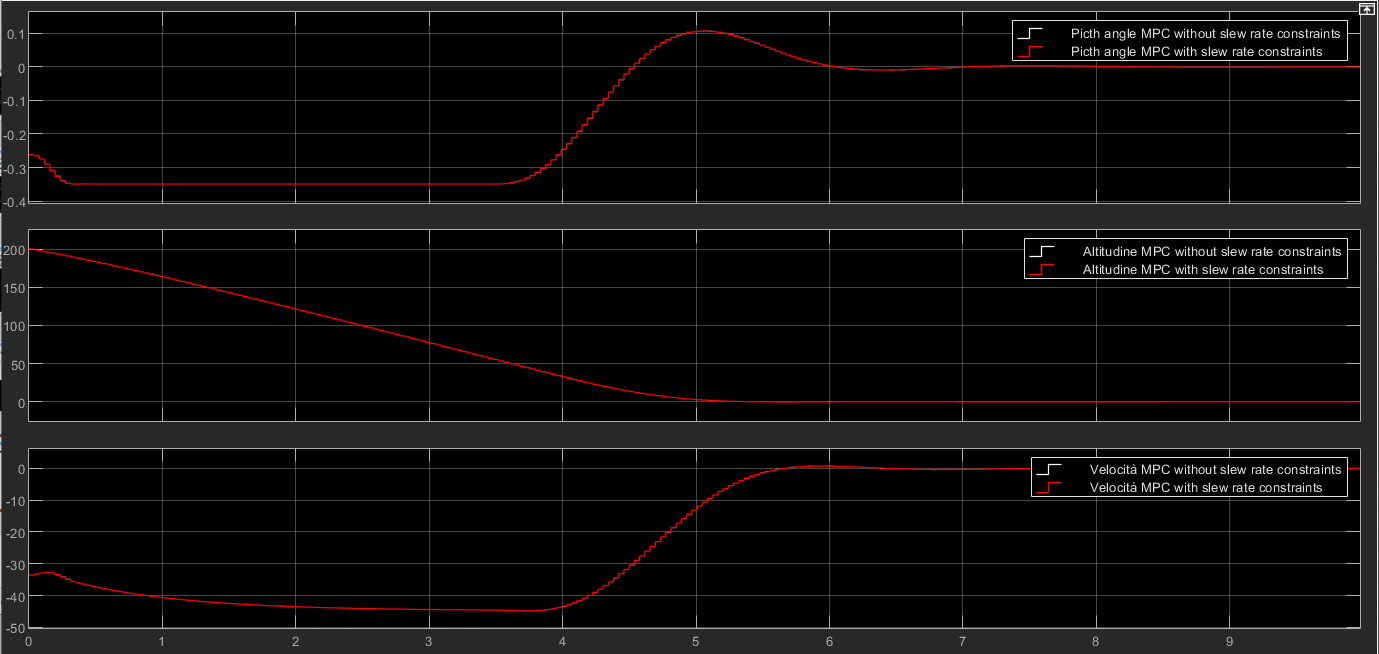 Picth angle MPC without slew rate constraints
Picth angle MPC with slew rate constraints
0.1
0
-0.1
-0.2
-0.3
-0.4
Altitudine MPC without slew rate constraints
Altitudine MPC with slew rate constraints
200
150
100
50
0
Velocità MPC without slew rate constraints
Velocità MPC with slew rate constraints
0
-10
-20
-30
-40
-50
0 1 2 3 4 5 6 7 8 9